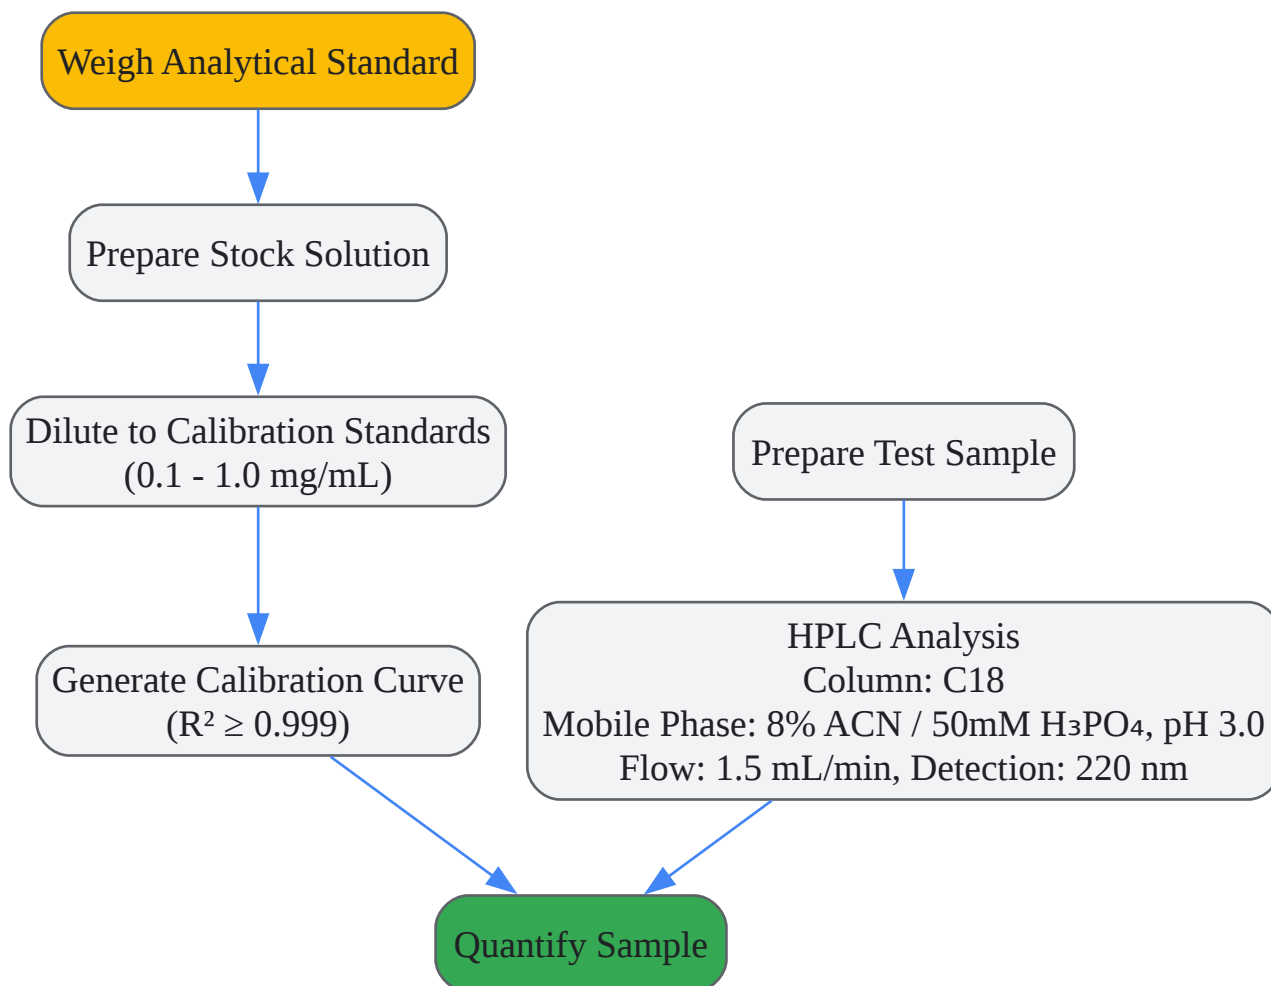 Weigh Analytical Standard
Prepare Stock Solution
Dilute to Calibration Standards
(0.1 - 1.0 mg/mL)
Prepare Test Sample
Generate Calibration Curve
(R² ≥ 0.999)
HPLC Analysis
Column: C18
Mobile Phase: 8% ACN / 50mM H₃PO₄, pH 3.0
Flow: 1.5 mL/min, Detection: 220 nm
Quantify Sample